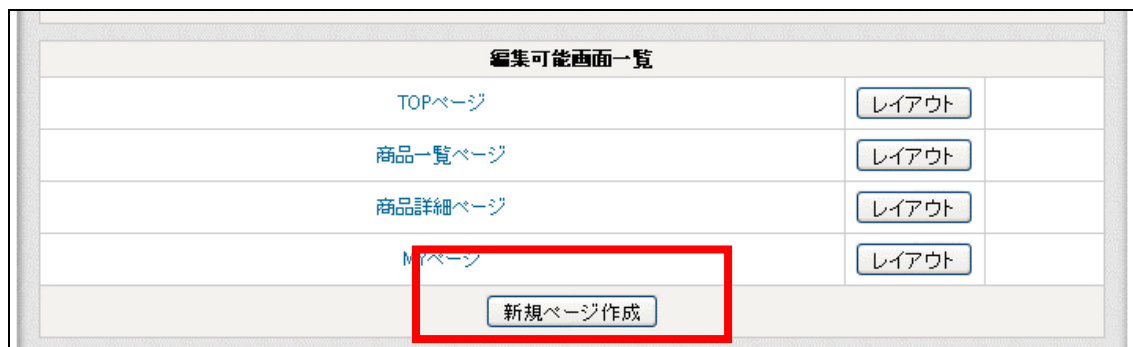 編集可能画面一覧
TOPページ レイアウト
商品一覧ページ レイアウト
商品詳細ページ レイアウト
MYページ レイアウト
新規ページ作成